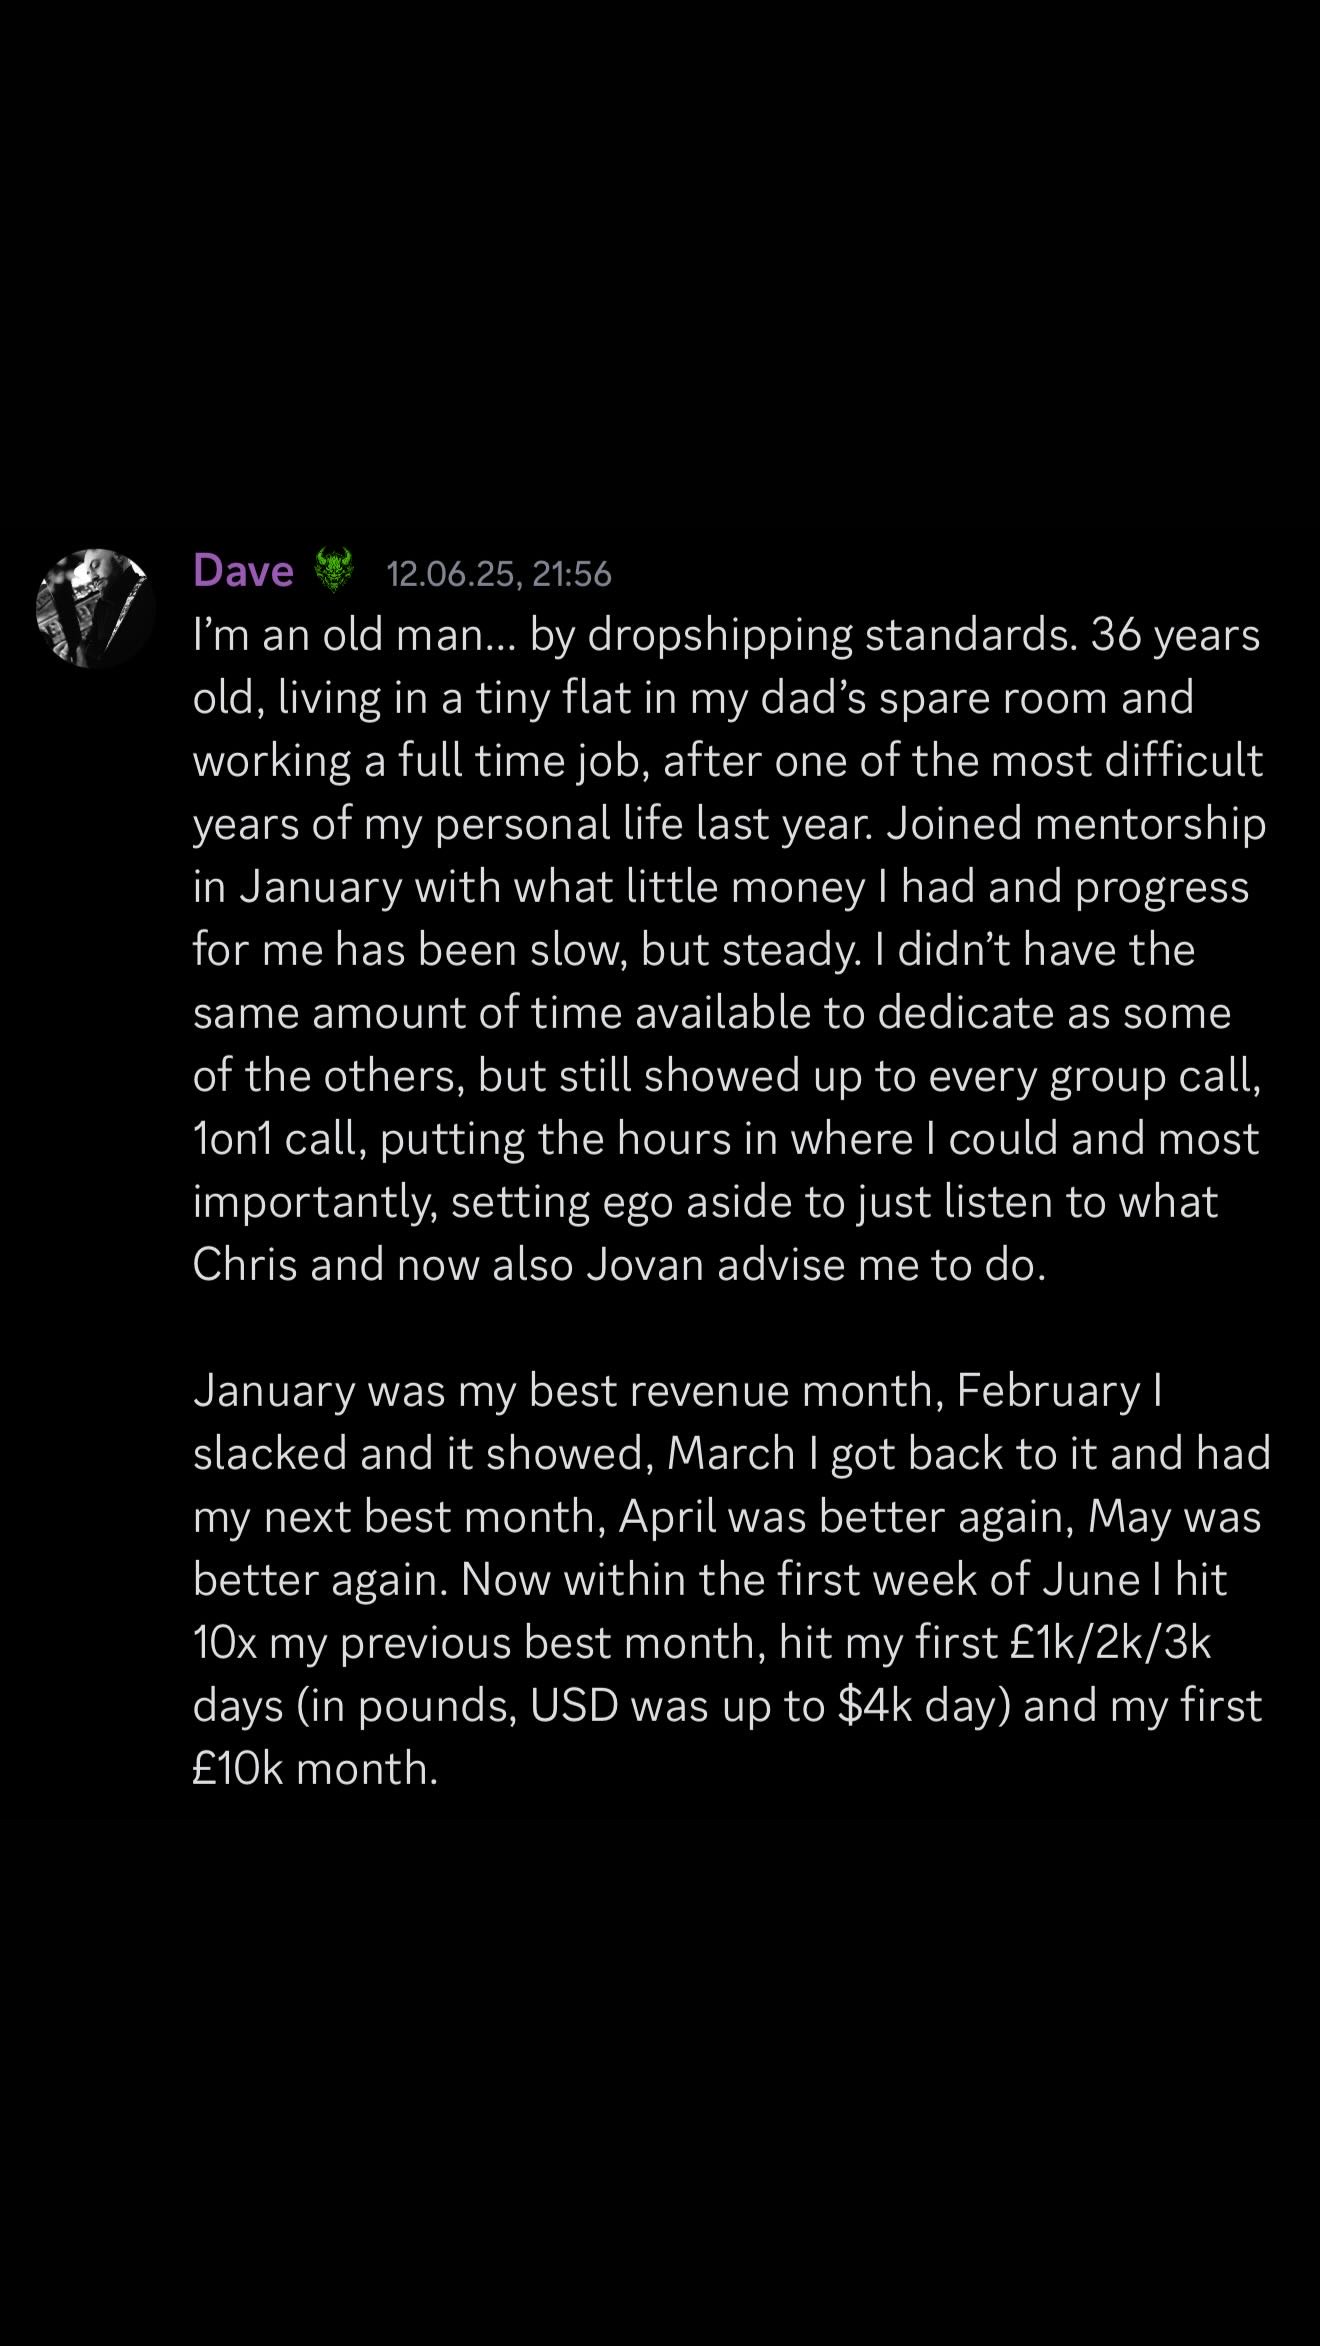 Dave 12.06.25, 21:56
I'm an old man... by dropshipping standards. 36 years
old, living in a tiny flat in my dad's spare room and
working a full time job, after one of the most difficult
years of my personal life last year. Joined mentorship
in January with what little money I had and progress
for me has been slow, but steady. I didn't have the
same amount of time available to dedicate as some
of the others, but still showed up to every group call,
1on1 call, putting the hours in where I could and most
importantly, setting ego aside to just listen to what
Chris and now also Jovan advise me to do.
January was my best revenue month, February I
slacked and it showed, March I got back to it and had
my next best month, April was better again, May was
better again. Now within the first week of June I hit
10x my previous best month, hit my first £1k/2k/3k
days (in pounds, USD was up to $4k day) and my first
£10k month.